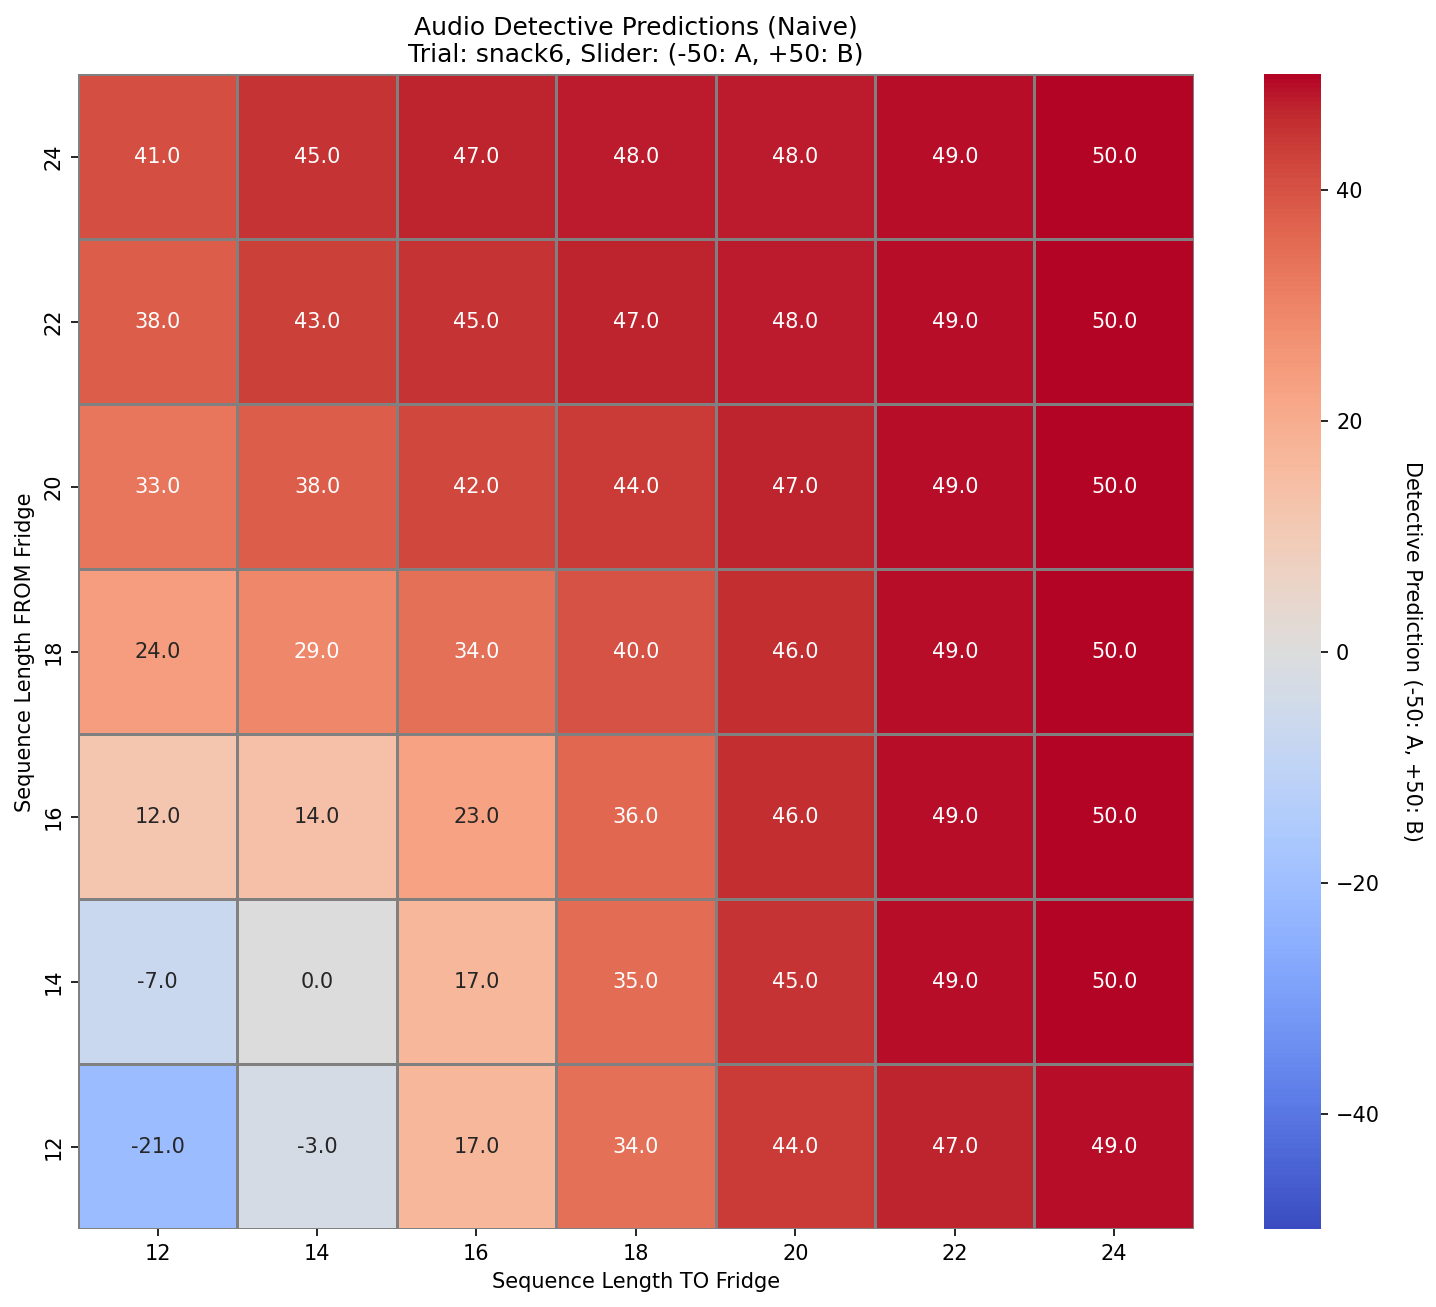 Audio Detective Predictions (Naive)
Trial: snack6, Slider: (-50: A, +50: B)
Sequence Length FROM Fridge
24 41.0 45.0 47.0 48.0 48.0 49.0 50.0
22 38.0 43.0 45.0 47.0 48.0 49.0 50.0
20 33.0 38.0 42.0 44.0 47.0 49.0 50.0
18 24.0 29.0 34.0 40.0 46.0 49.0 50.0
16 12.0 14.0 23.0 36.0 46.0 49.0 50.0
14 -7.0 0.0 17.0 35.0 45.0 49.0 50.0
12 -21.0 -3.0 17.0 34.0 44.0 47.0 49.0
12 14 16 18 20 22 24
Sequence Length TO Fridge
40
20
0
−20
−40
Detective Prediction (-50: A, +50: B)